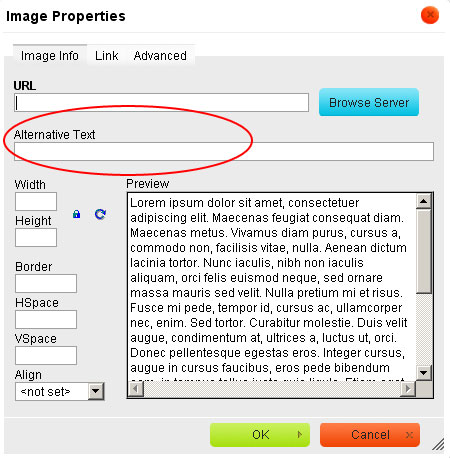 Image Properties
Image Info Link Advanced
URL
Browse Server
Alternative Text
Width
Height
Border
HSpace
VSpace
Align
<not set>
Preview
Lorem ipsum dolor sit amet, consectetuer
adipiscing elit. Maecenas feugiat consequat diam.
Maecenas metus. Vivamus diam purus, cursus a,
commodo non, facilisis vitae, nulla. Aenean dictum
lacinia tortor. Nunc iaculis, nibh non iaculis
aliquam, orci felis euismod neque, sed ornare
massa mauris sed velit. Nulla pretium mi et risus.
Fusce mi pede, tempor id, cursus ac, ullamcorper
nec, enim. Sed tortor. Curabitur molestie. Duis velit
augue, condimentum at, ultrices a, luctus ut, orci.
Donec pellentesque egestas eros. Integer cursus,
augue in cursus faucibus, eros pede bibendum
OK
Cancel